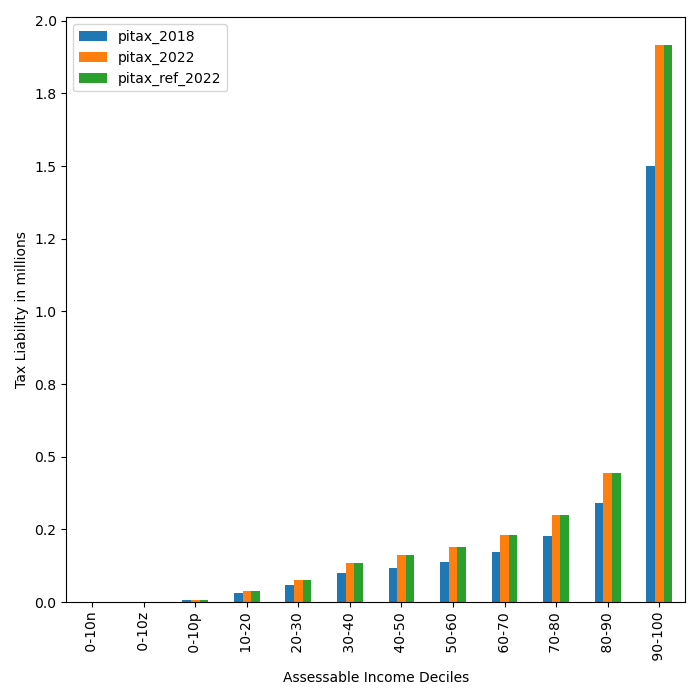 pitax_2018
pitax_2022
pitax_ref_2022
2.0
1.8
1.5
1.2
1.0
0.8
0.5
0.2
0.0
Tax Liability in millions
0-10n
0-10z
0-10p
10-20
20-30
30-40
40-50
50-60
60-70
70-80
80-90
90-100
Assessable Income Deciles